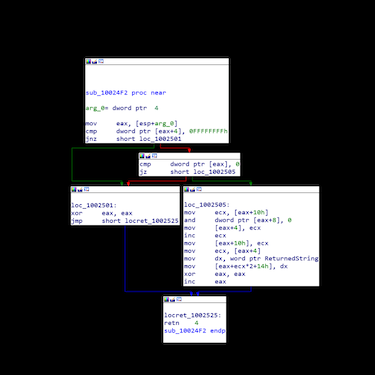 sub_10024F2 proc near
arg_0= dword ptr 4
mov eax, [esp+arg_0]
cmp dword ptr [eax+4], 0FFFFFFFFh
jnz short loc_1002501
cmp dword ptr [eax], 0
jz short loc_1002505
loc_1002501:
xor eax, eax
jmp short locret_1002525
loc_1002505:
mov ecx, [eax+10h]
and dword ptr [eax+8], 0
mov [eax+4], ecx
inc ecx
mov [eax+10h], ecx
mov ecx, [eax+4]
mov dx, word ptr ReturnedString
mov [eax+ecx*2+14h], dx
xor eax, eax
inc eax
locret_1002525:
retn 4
sub_10024F2 endp